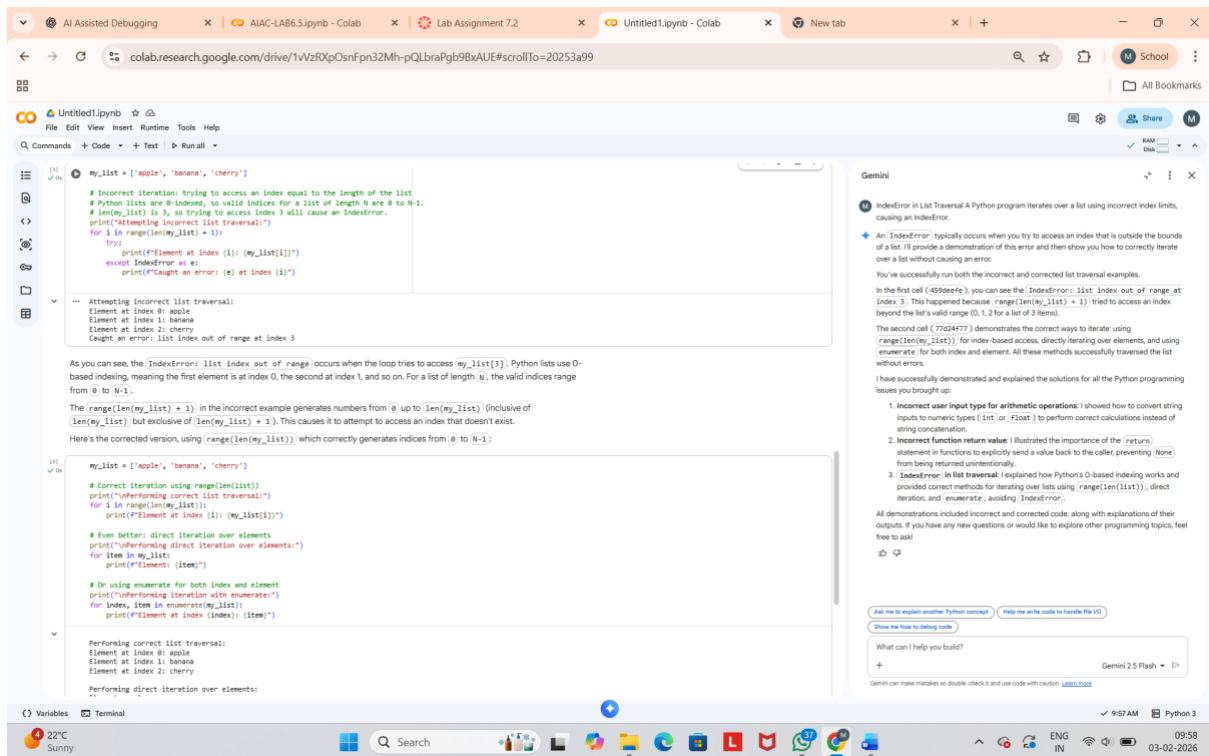 AI Assisted Debugging
AIAC-LAB6.5.ipynb - Colab
Lab Assignment 7.2
Untitled1.ipynb - Colab
New tab
colab.research.google.com/drive/1vVzRXpOsnFpn32Mh-pQLbraPgb9BxAUE#scrollTo=20253a99
M School
All Bookmarks
Untitled1.ipynb
File Edit View Insert Runtime Tools Help
Share
M
Commands + Code + Text Run all
RAM
Disk
[3]
0s
my_list = ['apple', 'banana', 'cherry']
# Incorrect iteration: trying to access an index equal to the length of the list
# Python lists are 0-indexed, so valid indices for a list of length N are 0 to N-1.
# len(my_list) is 3, so trying to access index 3 will cause an IndexError.
print("Attempting incorrect list traversal:")
for i in range(len(my_list) + 1):
try:
print(f"Element at index {i}: {my_list[i]}")
except IndexError as e:
print(f"Caught an error: {e} at index {i}")
Attempting incorrect list traversal:
Element at index 0: apple
Element at index 1: banana
Element at index 2: cherry
Caught an error: list index out of range at index 3
As you can see, the IndexError: list index out of range occurs when the loop tries to access my_list[3]. Python lists use 0-
based indexing, meaning the first element is at index 0, the second at index 1, and so on. For a list of length N, the valid indices range
from 0 to N-1.
The range(len(my_list) + 1) in the incorrect example generates numbers from 0 up to len(my_list) (inclusive of
len(my_list) but exclusive of len(my_list) + 1). This causes it to attempt to access an index that doesn't exist.
Here's the corrected version, using range(len(my_list)) which correctly generates indices from 0 to N-1:
0s
my_list = ['apple', 'banana', 'cherry']
# Correct iteration using range(len(list))
print("\nPerforming correct list traversal:")
for i in range(len(my_list)):
print(f"Element at index {i}: {my_list[i]}")
# Even better: direct iteration over elements
print("\nPerforming direct iteration over elements:")
for item in my_list:
print(f"Element: {item}")
# Or using enumerate for both index and element
print("\nPerforming iteration with enumerate:")
for index, item in enumerate(my_list):
print(f"Element at index {index}: {item}")
Performing correct list traversal:
Element at index 0: apple
Element at index 1: banana
Element at index 2: cherry
Performing direct iteration over elements:
Gemini
M IndexError in List Traversal A Python program iterates over a list using incorrect index limits,
causing an IndexError.
An IndexError typically occurs when you try to access an index that is outside the bounds
of a list. I'll provide a demonstration of this error and then show you how to correctly iterate
over a list without causing an error.
You've successfully run both the incorrect and corrected list traversal examples.
In the first cell (459deefe), you can see the IndexError: list index out of range at
index 3. This happened because range(len(my_list) + 1) tried to access an index
beyond the list's valid range (0, 1, 2 for a list of 3 items).
The second cell (77d24f77) demonstrates the correct ways to iterate: using
range(len(my_list)) for index-based access, directly iterating over elements, and using
enumerate for both index and element. All these methods successfully traversed the list
without errors.
I have successfully demonstrated and explained the solutions for all the Python programming
issues you brought up:
1. Incorrect user input type for arithmetic operations: I showed how to convert string
inputs to numeric types (int or float) to perform correct calculations instead of
string concatenation.
2. Incorrect function return value: I illustrated the importance of the return
statement in functions to explicitly send a value back to the caller, preventing None
from being returned unintentionally.
3. IndexError in list traversal: I explained how Python's 0-based indexing works and
provided correct methods for iterating over lists using range(len(list)), direct
iteration, and enumerate, avoiding IndexError.
All demonstrations included incorrect and corrected code, along with explanations of their
outputs. If you have any new questions or would like to explore other programming topics, feel
free to ask!
Ask me to explain another Python concept
Help me write code to handle file I/O
Show me how to debug code
What can I help you build?
Gemini 2.5 Flash
Gemini can make mistakes so double-check it and use code with caution. Learn more
Variables Terminal
9:57 AM Python 3
4
22°C
Sunny
Search
37
ENG
IN
09:58
03-02-2026